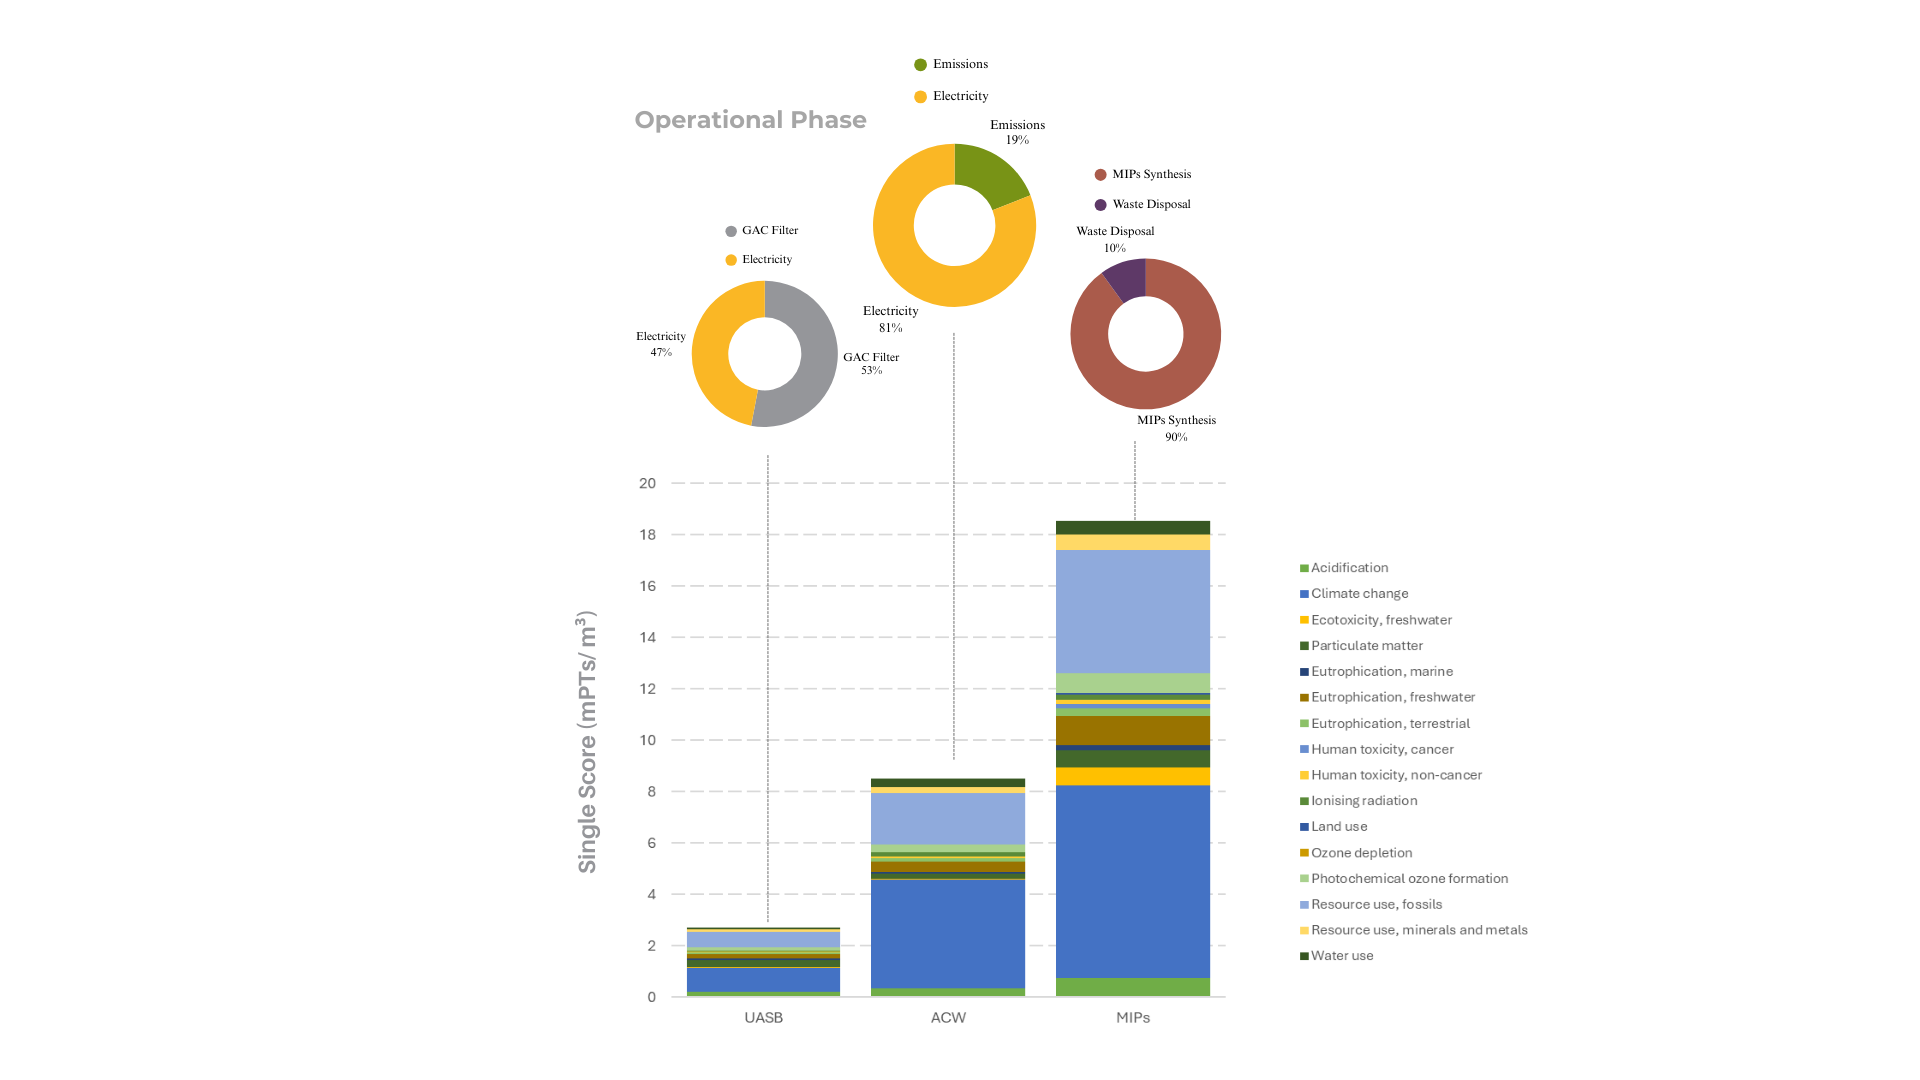 Emissions
Electricity
Operational Phase
Emissions
19%
MIPs Synthesis
Waste Disposal
Waste Disposal
10%
GAC Filter
Electricity
Electricity
81%
Electricity
47%
GAC Filter
53%
MIPs Synthesis
90%
Single Score (mPTs/ m³)
20
18
16
14
12
10
8
6
4
2
0
UASB
ACW
MIPs
Acidification
Climate change
Ecotoxicity, freshwater
Particulate matter
Eutrophication, marine
Eutrophication, freshwater
Eutrophication, terrestrial
Human toxicity, cancer
Human toxicity, non-cancer
Ionising radiation
Land use
Ozone depletion
Photochemical ozone formation
Resource use, fossils
Resource use, minerals and metals
Water use